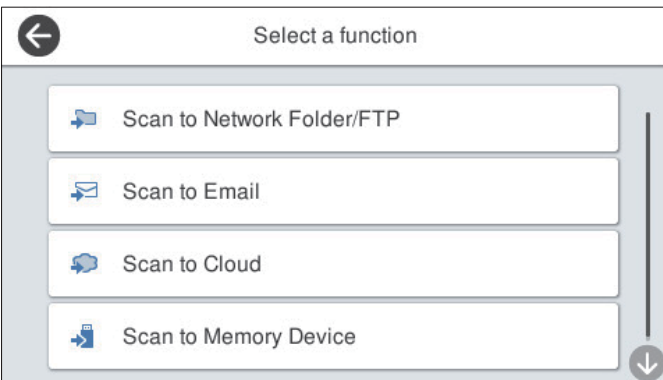 Select a function
Scan to Network Folder/FTP
Scan to Email
Scan to Cloud
Scan to Memory Device